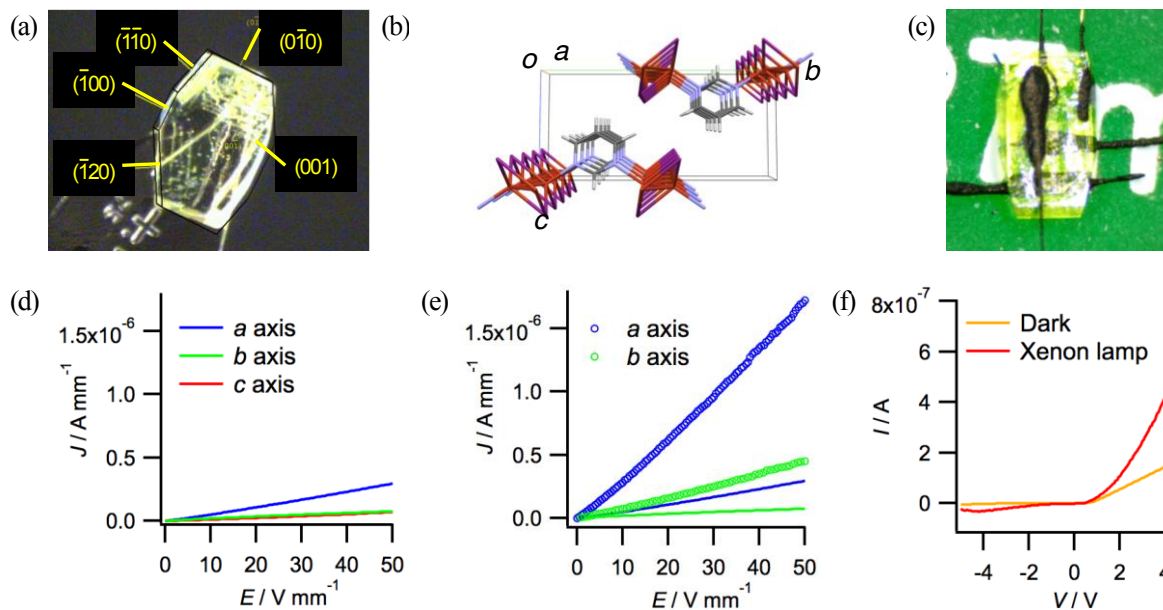 (a)
(1̅1̅0)
(01̅0)
(1̅00)
(1̅20)
(001)
(b)
o
a
b
c
(c)
(d)
J / A mm⁻¹
1.5x10⁻⁶
1.0
0.5
0.0
a axis
b axis
c axis
0 10 20 30 40 50
E / V mm⁻¹
(e)
J / A mm⁻¹
1.5x10⁻⁶
1.0
0.5
0.0
a axis
b axis
0 10 20 30 40 50
E / V mm⁻¹
(f)
I / A
8x10⁻⁷
6
4
2
0
Dark
Xenon lamp
-4 -2 0 2 4
V / V